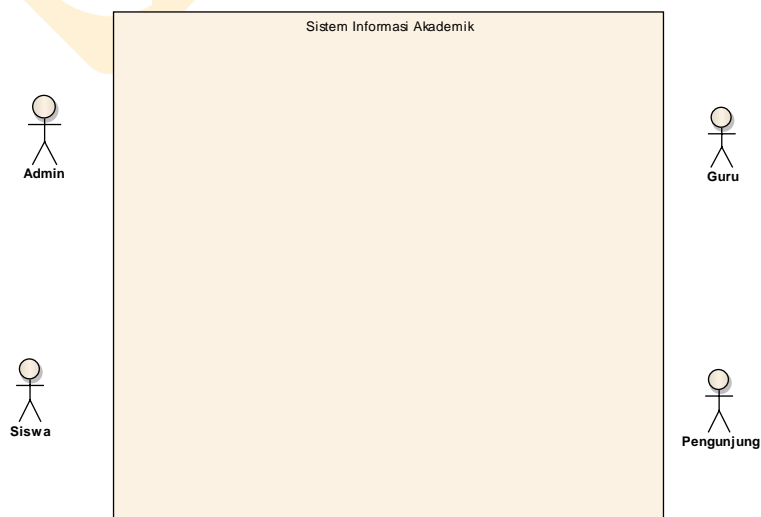 Sistem Informasi Akademik
Admin
Guru
Siswa
Pengunjung